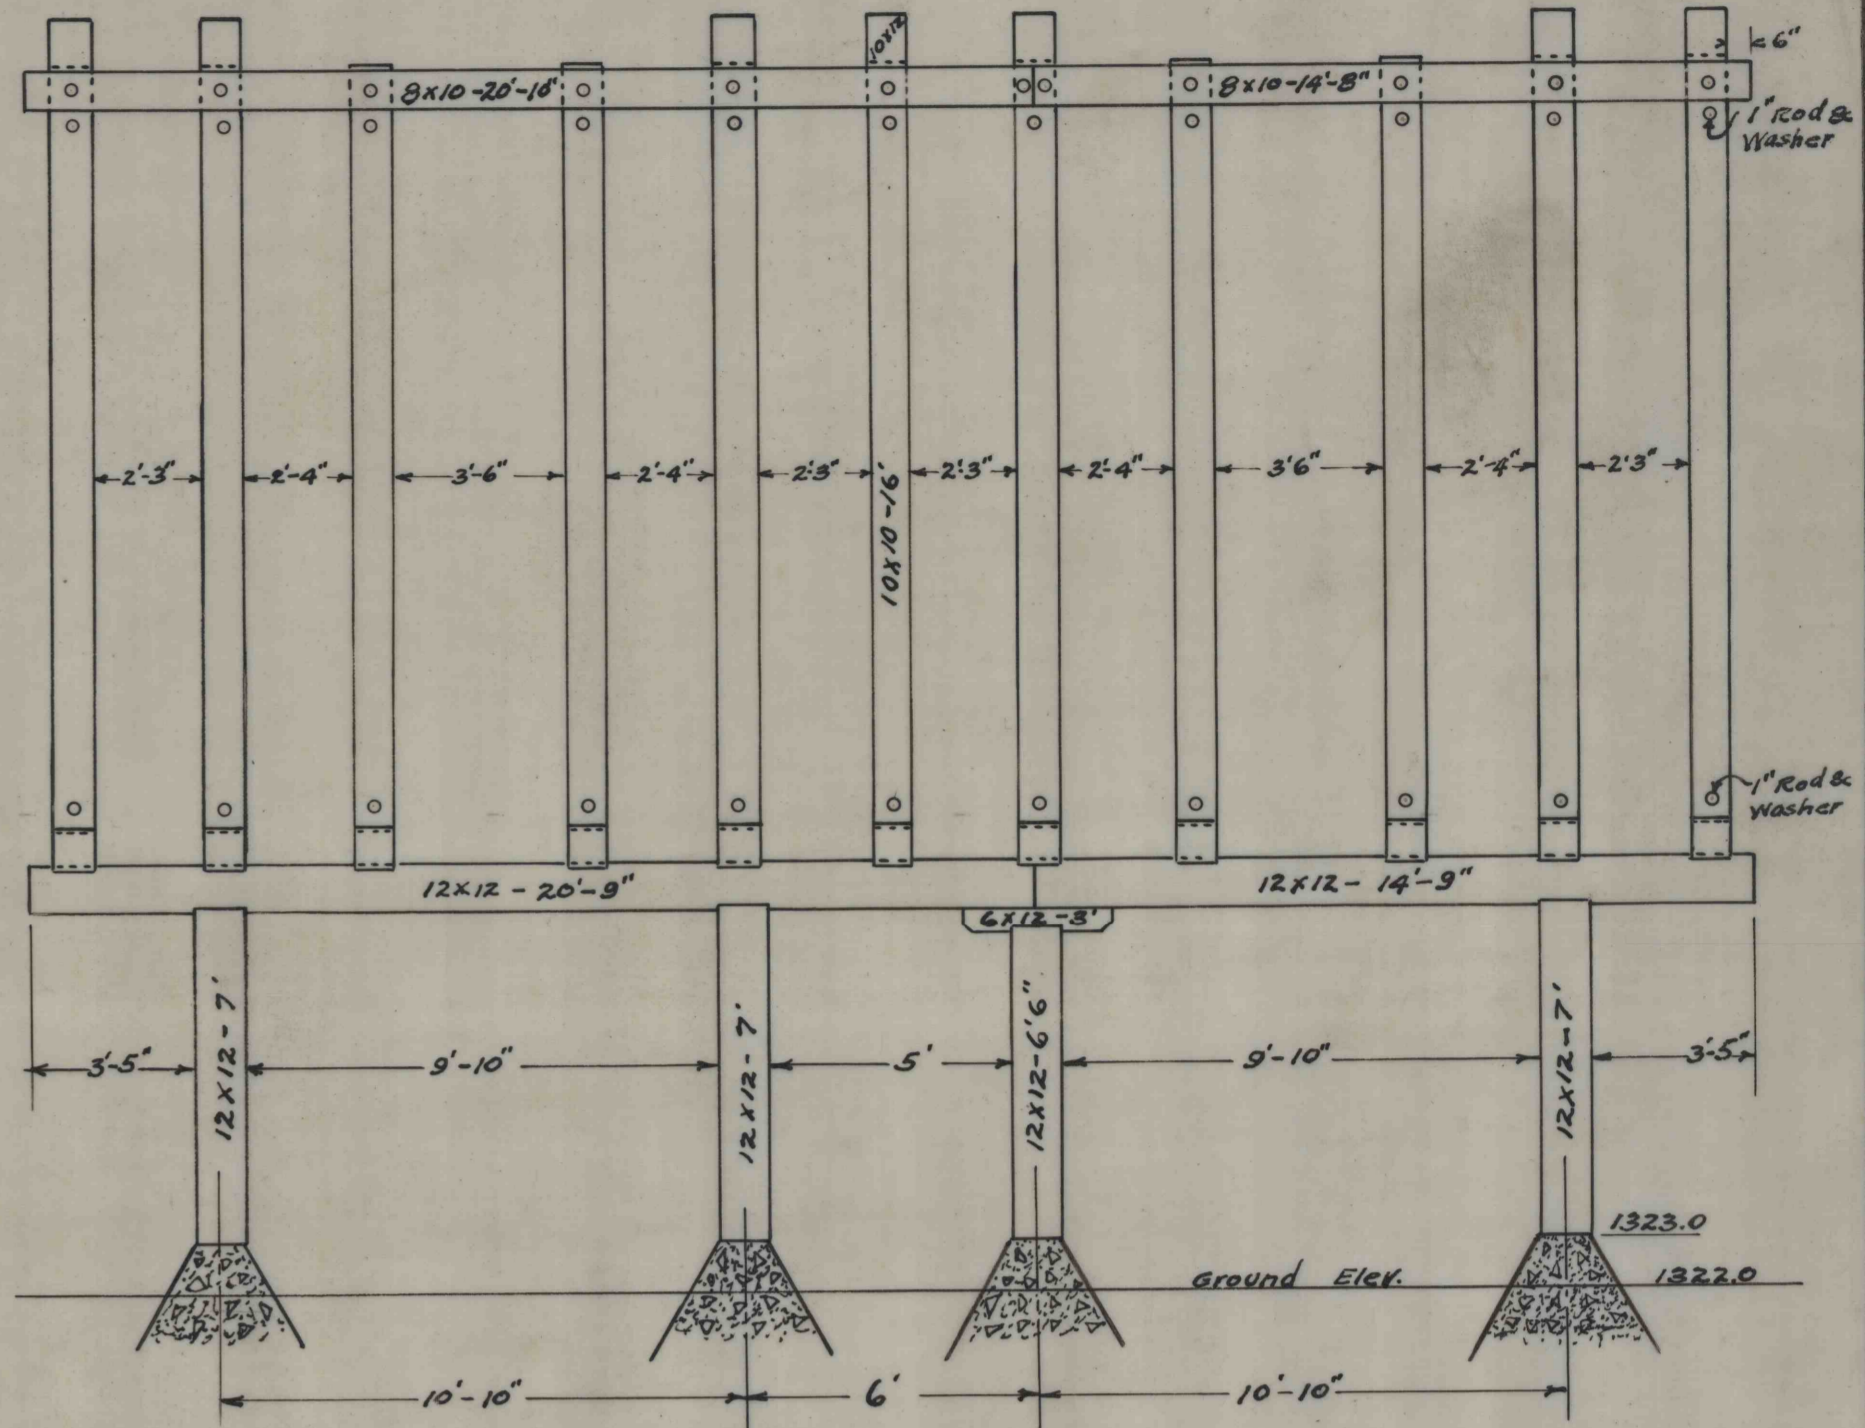 10x12
6"
8x10-20'-10"
8x10-14'-8"
1" Rod &
Washer
2'-3"
2'-4"
3'-6"
2'-4"
2'3"
2'3"
2'-4"
3'6"
2'-4"
2'3"
10x10-16'
1" Rod &
Washer
12x12-20'-9"
12x12-14'-9"
6x12-3'
12x12-7'
12x12-7'
12x12-6'6"
12x12-7'
3'-5"
9'-10"
5'
9'-10"
3'-5"
1323.0
Ground Elev.
1322.0
10'-10"
6'
10'-10"